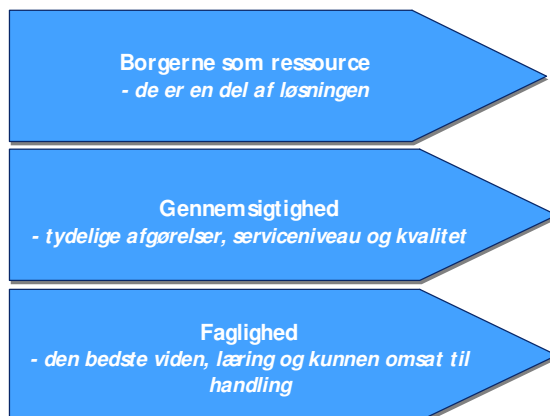 Borgerne som ressource
- de er en del af løsningen
Gennemsigtighed
- tydelige afgørelser, serviceniveau og kvalitet
Faglighed
- den bedste viden, læring og kunnen omsat til
handling